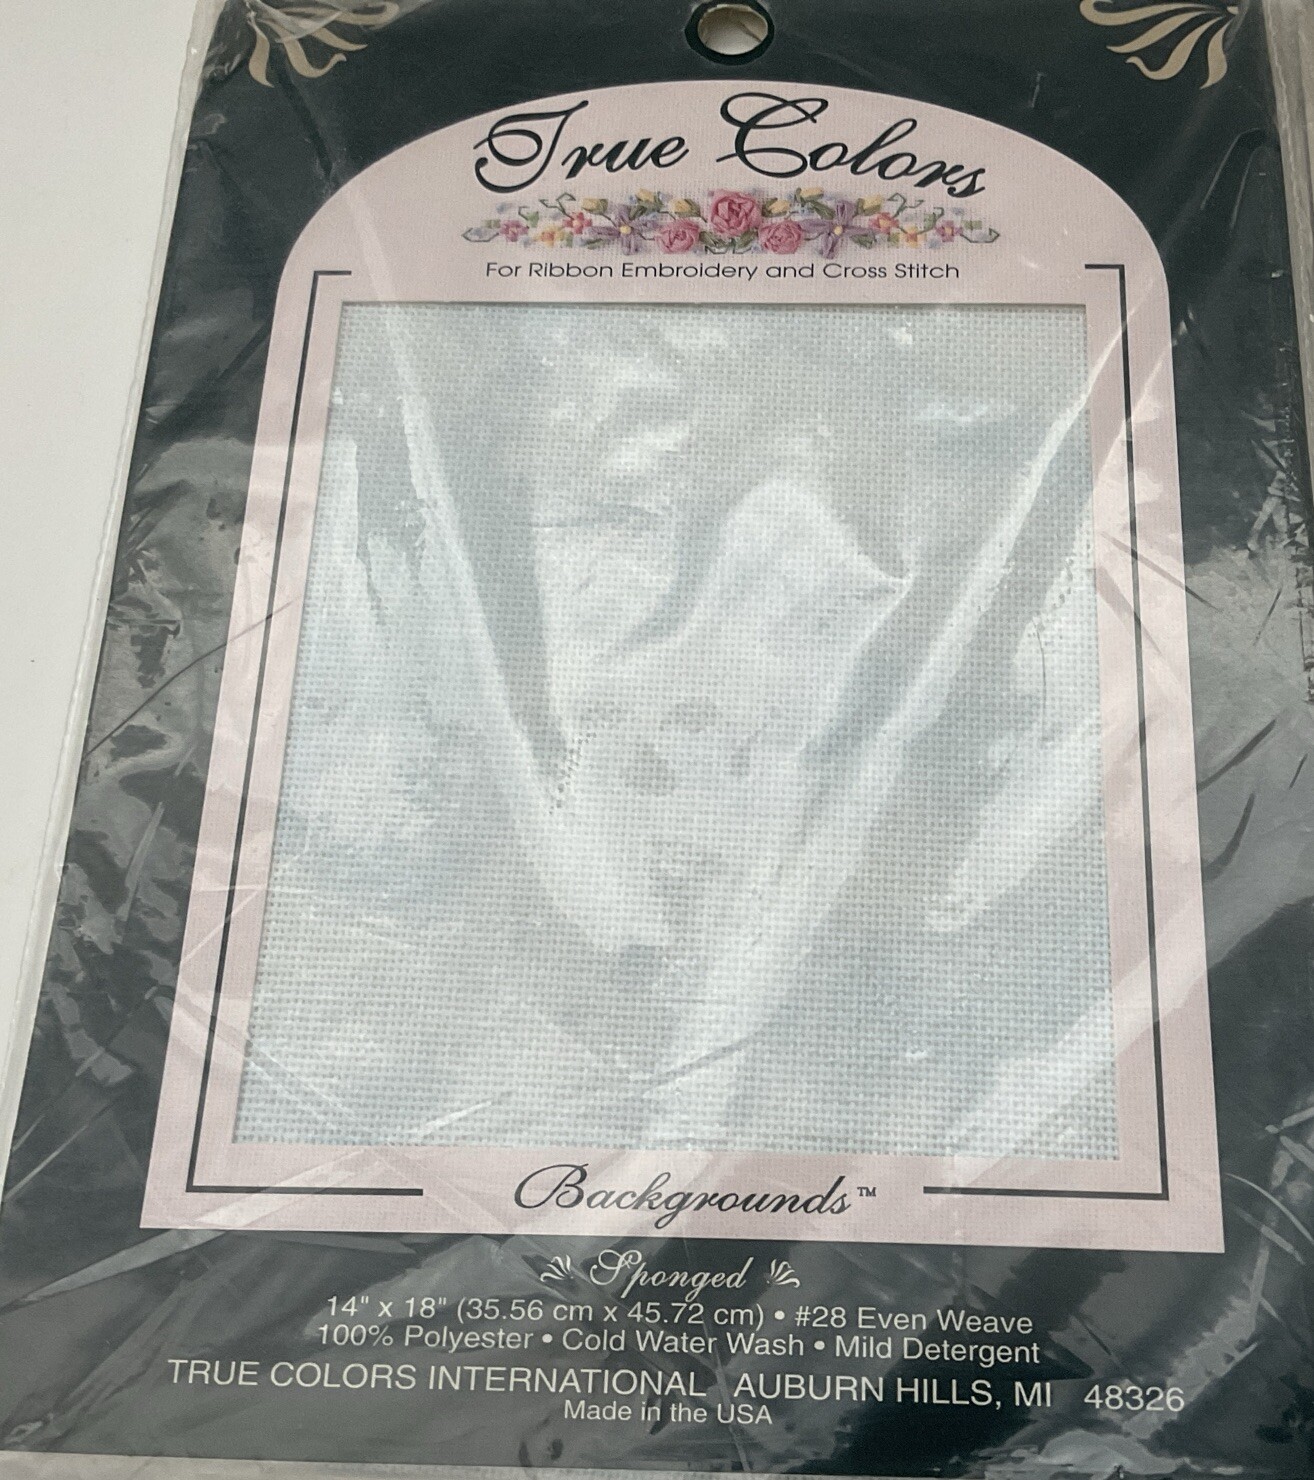 True Colors
For Ribbon Embroidery and Cross Stitch
Backgrounds™
Sponged
14" x 18" (35.56 cm x 45.72 cm) • #28 Even Weave
100% Polyester • Cold Water Wash • Mild Detergent
TRUE COLORS INTERNATIONAL AUBURN HILLS, MI 48326
Made in the USA